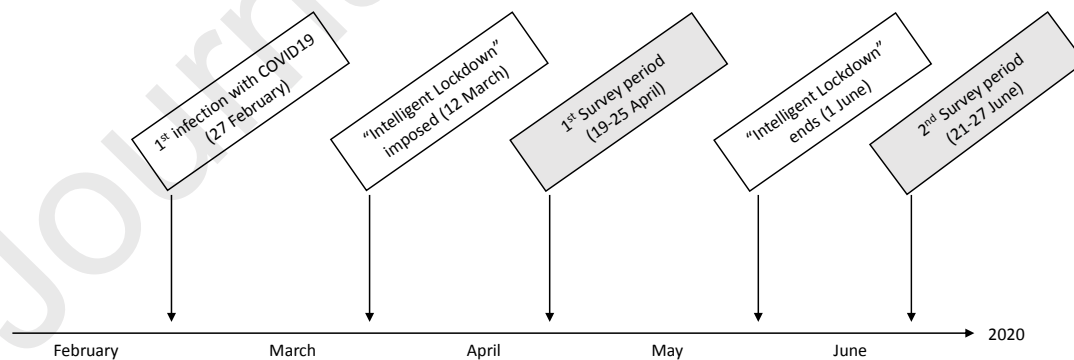 1st infection with COVID19
(27 February)
“Intelligent Lockdown”
imposed (12 March)
1st Survey period
(19-25 April)
“Intelligent Lockdown”
ends (1 June)
2nd Survey period
(21-27 June)
2020
February March April May June
Journ